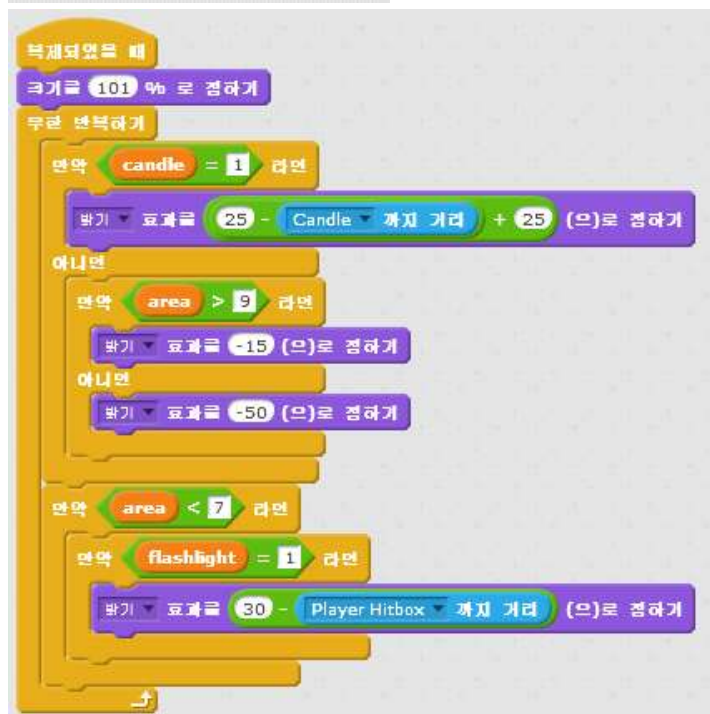 복제되었을 때
크기를 101 % 로 정하기
무한 반복하기
만약 candle = 1 라면
밝기 효과를 25 - Candle 까지 거리 + 25 (으)로 정하기
아니면
만약 area > 9 라면
밝기 효과를 -15 (으)로 정하기
아니면
밝기 효과를 -50 (으)로 정하기
만약 area < 7 라면
만약 flashlight = 1 라면
밝기 효과를 30 - Player Hitbox 까지 거리 (으)로 정하기